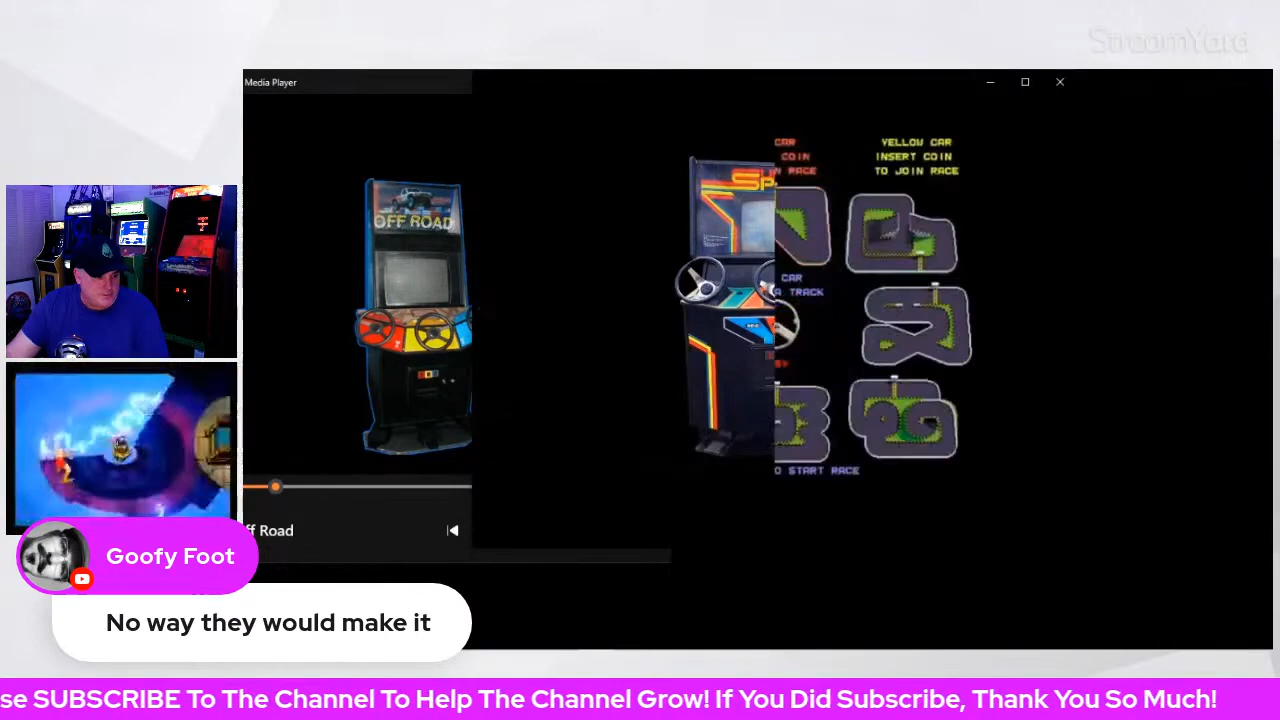 StreamYard
Media Player
CAR
COIN
RACE
YELLOW CAR
INSERT COIN
TO JOIN RACE
OFF ROAD
CAR
A TRACK
O START RACE
ff Road
Goofy Foot
No way they would make it
se SUBSCRIBE To The Channel To Help The Channel Grow! If You Did Subscribe, Thank You So Much!